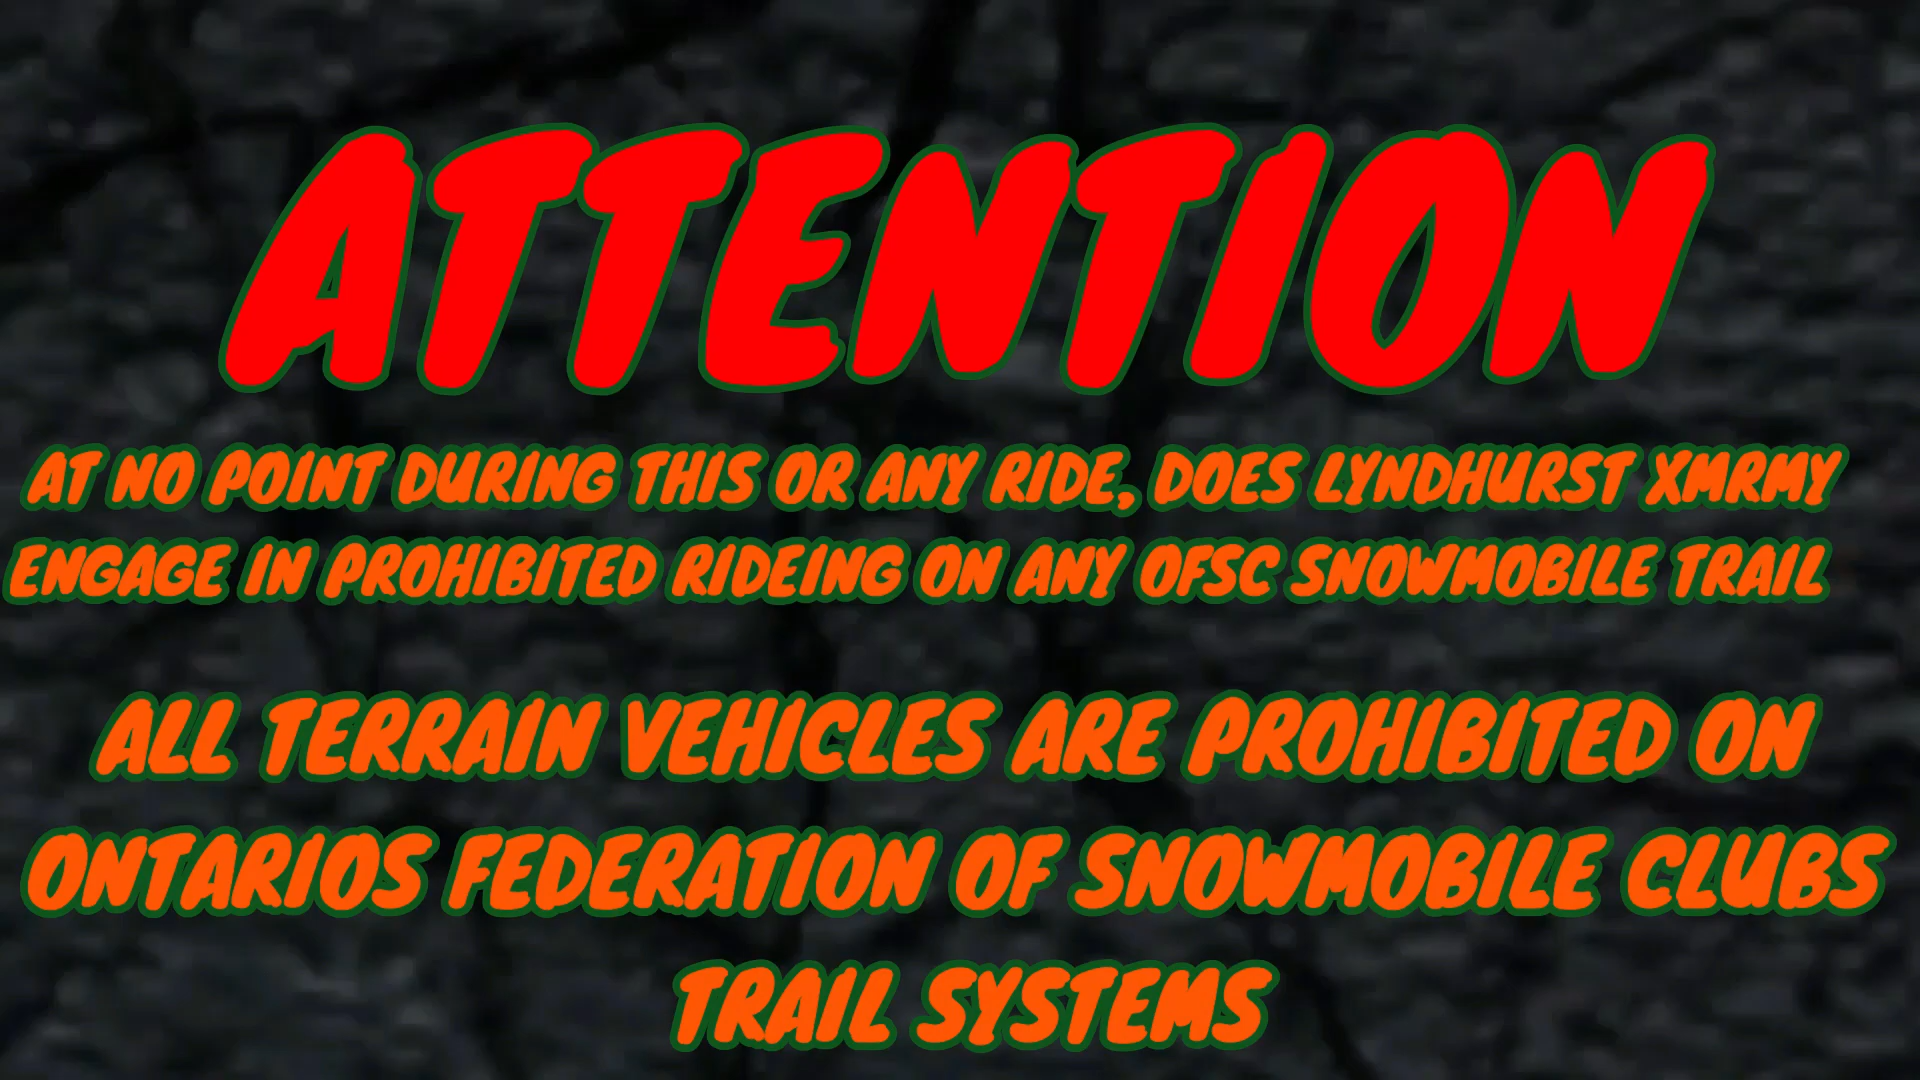 ATTENTION
AT NO POINT DURING THIS OR ANY RIDE, DOES LYNDHURST XMRMY
ENGAGE IN PROHIBITED RIDEING ON ANY OFSC SNOWMOBILE TRAIL
ALL TERRAIN VEHICLES ARE PROHIBITED ON
ONTARIOS FEDERATION OF SNOWMOBILE CLUBS
TRAIL SYSTEMS